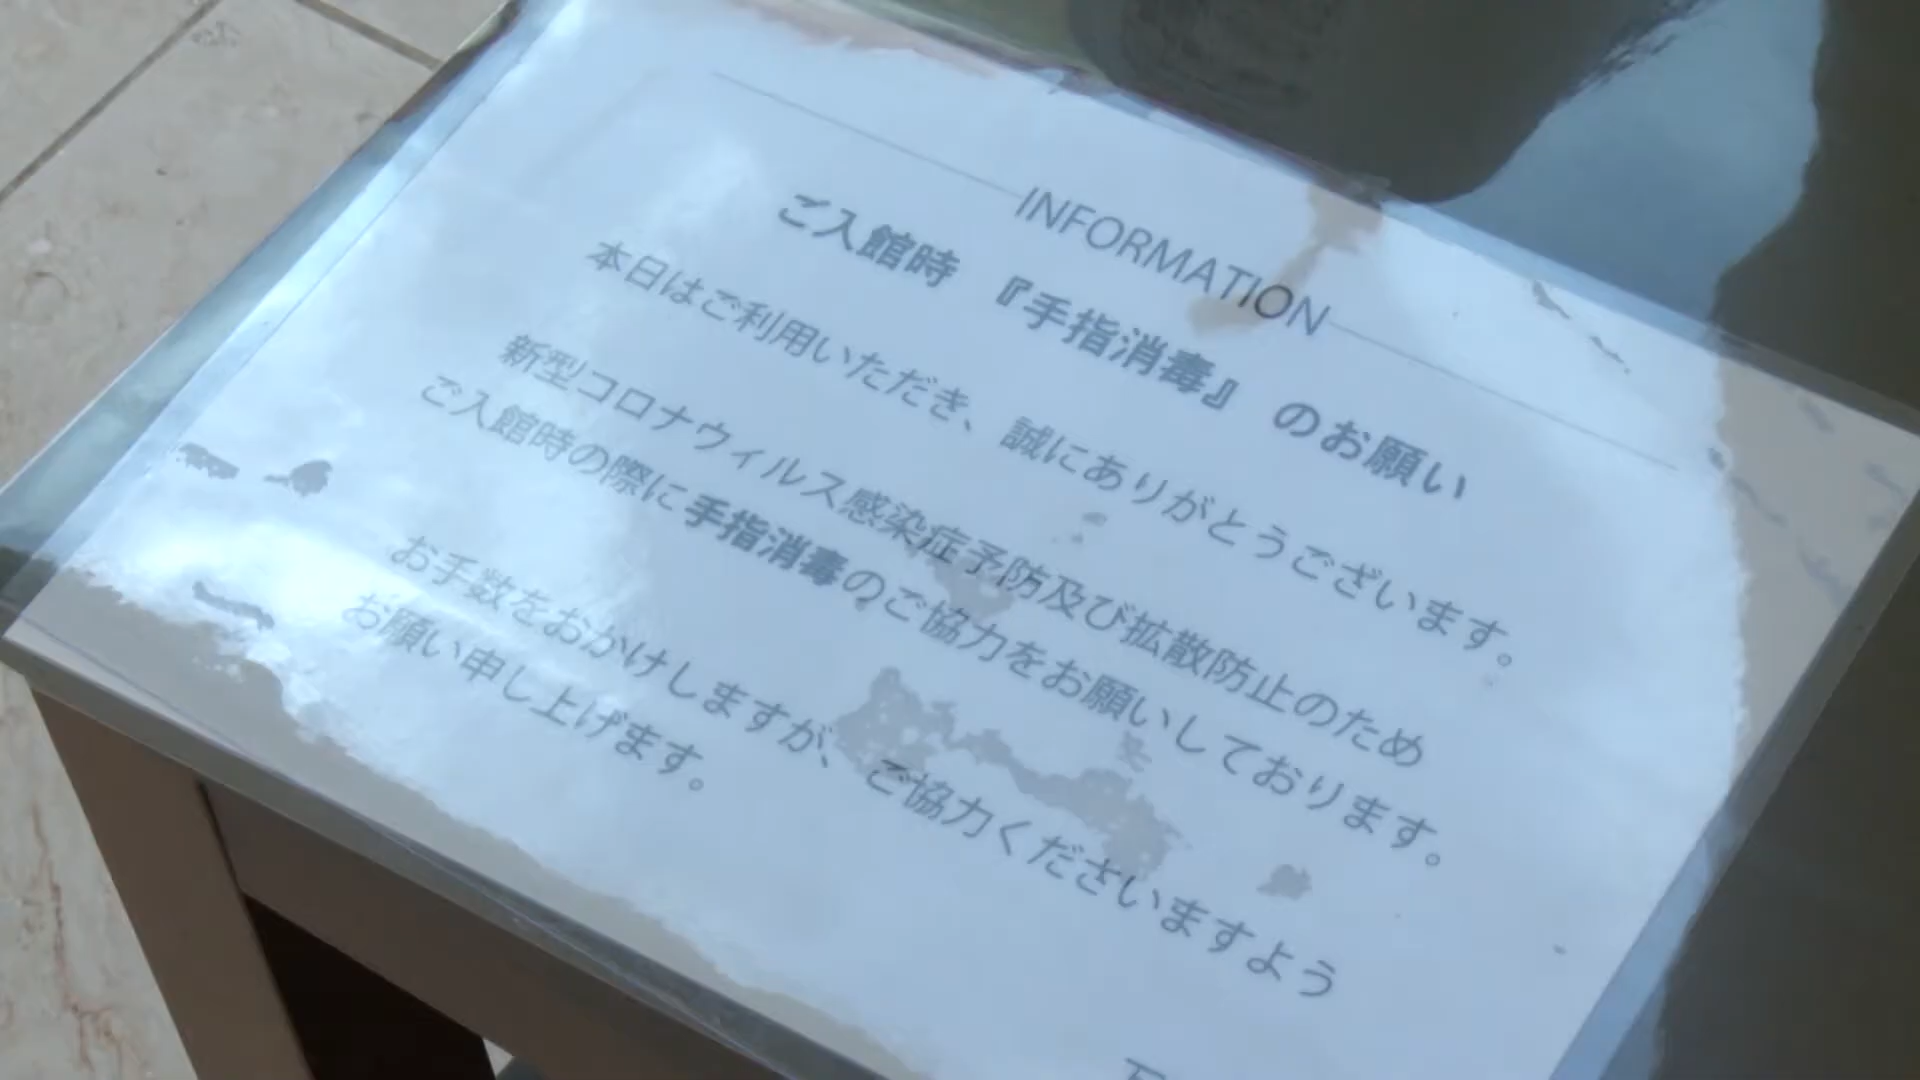 INFORMATION
ご入館時 『手指消毒』 のお願い
本日はご利用いただき、誠にありがとうございます。
新型コロナウィルス感染症予防及び拡散防止のため
ご入館時の際に手指消毒のご協力をお願いしております。
お手数をおかけしますが、ご協力くださいますよう
お願い申し上げます。